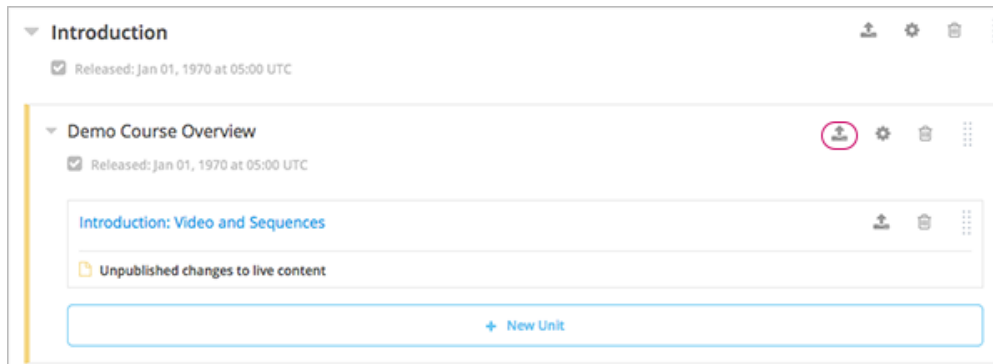 Introduction
Released: Jan 01, 1970 at 05:00 UTC
Demo Course Overview
Released: Jan 01, 1970 at 05:00 UTC
Introduction: Video and Sequences
Unpublished changes to live content
+ New Unit